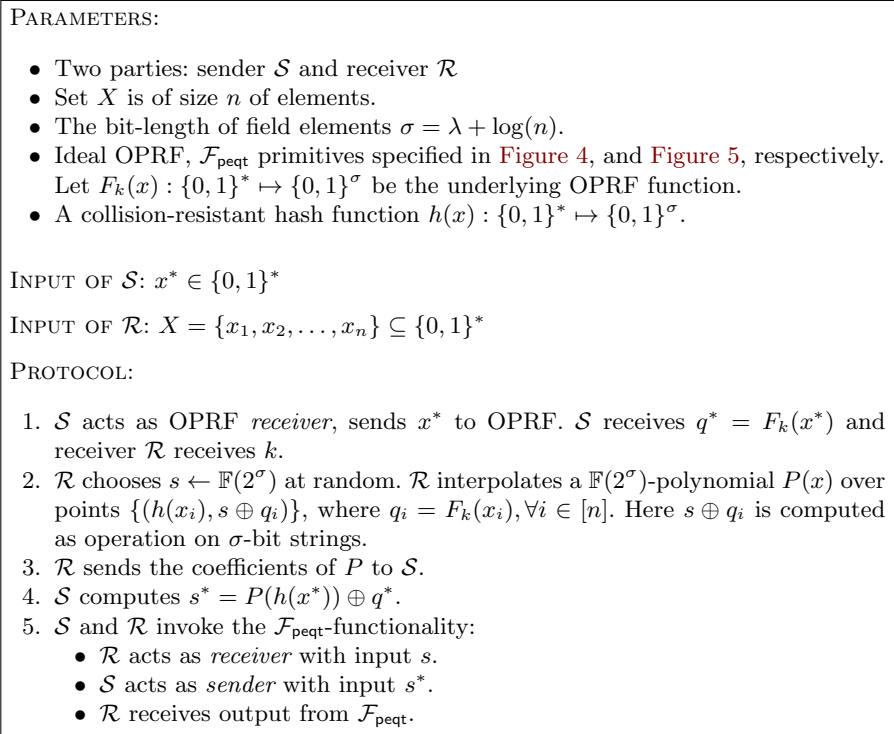 PARAMETERS:
• Two parties: sender 𝒮 and receiver ℛ
• Set X is of size n of elements.
• The bit-length of field elements σ = λ + log(n).
• Ideal OPRF, ℱ_peqt primitives specified in Figure 4, and Figure 5, respectively.
Let F_k(x) : {0, 1}* ↦ {0, 1}^σ be the underlying OPRF function.
• A collision-resistant hash function h(x) : {0, 1}* ↦ {0, 1}^σ.
INPUT OF 𝒮: x* ∈ {0, 1}*
INPUT OF ℛ: X = {x_1, x_2, . . . , x_n} ⊆ {0, 1}*
PROTOCOL:
1. 𝒮 acts as OPRF receiver, sends x* to OPRF. 𝒮 receives q* = F_k(x*) and
receiver ℛ receives k.
2. ℛ chooses s ← 𝔽(2^σ) at random. ℛ interpolates a 𝔽(2^σ)-polynomial P(x) over
points {(h(x_i), s ⊕ q_i)}, where q_i = F_k(x_i), ∀i ∈ [n]. Here s ⊕ q_i is computed
as operation on σ-bit strings.
3. ℛ sends the coefficients of P to 𝒮.
4. 𝒮 computes s* = P(h(x*)) ⊕ q*.
5. 𝒮 and ℛ invoke the ℱ_peqt-functionality:
• ℛ acts as receiver with input s.
• 𝒮 acts as sender with input s*.
• ℛ receives output from ℱ_peqt.